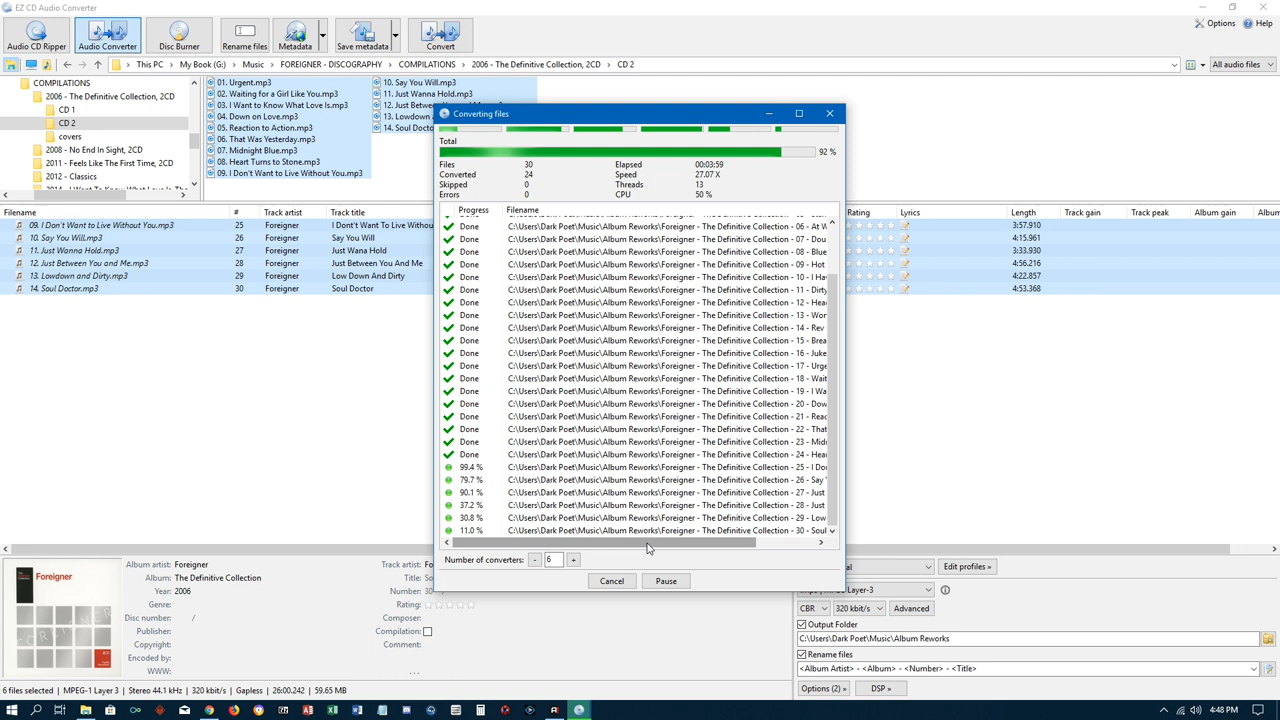 EZ CD Audio Converter
Audio CD Ripper
Audio Converter
Disc Burner
Rename files
Metadata
Save metadata
Convert
Options
Help
This PC > My Book (G:) > Music > FOREIGNER - DISCOGRAPHY > COMPILATIONS > 2006 - The Definitive Collection, 2CD > CD 2
All audio files
COMPILATIONS
2006 - The Definitive Collection, 2CD
CD 1
CD 2
covers
2008 - No End In Sight, 2CD
2011 - Feels Like The First Time, 2CD
2012 - Classics
01. Urgent.mp3
02. Waiting for a Girl Like You.mp3
03. I Want to Know What Love Is.mp3
04. Down on Love.mp3
05. Reaction to Action.mp3
06. That Was Yesterday.mp3
07. Midnight Blue.mp3
08. Heart Turns to Stone.mp3
09. I Don't Want to Live Without You.mp3
10. Say You Will.mp3
11. Just Wanna Hold.mp3
12. Just Between
13. Lowdown
14. Soul Docto
Filename # Track artist Track title Rating Lyrics Length Track gain Track peak Album gain Album
09. I Don't Want to Live Without You.mp3 25 Foreigner I Dont Want To Live Withou 3:57.910
10. Say You Will.mp3 26 Foreigner Say You Will 4:15.961
11. Just Wanna Hold.mp3 27 Foreigner Just Wana Hold 3:33.930
12. Just Between You and Me.mp3 28 Foreigner Just Between You And Me 4:56.216
13. Lowdown and Dirty.mp3 29 Foreigner Low Down And Dirty 4:22.857
14. Soul Doctor.mp3 30 Foreigner Soul Doctor 4:53.368
Converting files
Total
92 %
Files 30 Elapsed 00:03:59
Converted 24 Speed 27.07 X
Skipped 0 Threads 13
Errors 0 CPU 50 %
Progress Filename
Done C:\Users\Dark Poet\Music\Album Reworks\Foreigner - The Definitive Collection - 06 - At W
Done C:\Users\Dark Poet\Music\Album Reworks\Foreigner - The Definitive Collection - 07 - Dou
Done C:\Users\Dark Poet\Music\Album Reworks\Foreigner - The Definitive Collection - 08 - Blue
Done C:\Users\Dark Poet\Music\Album Reworks\Foreigner - The Definitive Collection - 09 - Hot
Done C:\Users\Dark Poet\Music\Album Reworks\Foreigner - The Definitive Collection - 10 - I Ha
Done C:\Users\Dark Poet\Music\Album Reworks\Foreigner - The Definitive Collection - 11 - Dirty
Done C:\Users\Dark Poet\Music\Album Reworks\Foreigner - The Definitive Collection - 12 - Hea
Done C:\Users\Dark Poet\Music\Album Reworks\Foreigner - The Definitive Collection - 13 - Wor
Done C:\Users\Dark Poet\Music\Album Reworks\Foreigner - The Definitive Collection - 14 - Rev
Done C:\Users\Dark Poet\Music\Album Reworks\Foreigner - The Definitive Collection - 15 - Brea
Done C:\Users\Dark Poet\Music\Album Reworks\Foreigner - The Definitive Collection - 16 - Juke
Done C:\Users\Dark Poet\Music\Album Reworks\Foreigner - The Definitive Collection - 17 - Urge
Done C:\Users\Dark Poet\Music\Album Reworks\Foreigner - The Definitive Collection - 18 - Wait
Done C:\Users\Dark Poet\Music\Album Reworks\Foreigner - The Definitive Collection - 19 - I Wa
Done C:\Users\Dark Poet\Music\Album Reworks\Foreigner - The Definitive Collection - 20 - Dow
Done C:\Users\Dark Poet\Music\Album Reworks\Foreigner - The Definitive Collection - 21 - Reac
Done C:\Users\Dark Poet\Music\Album Reworks\Foreigner - The Definitive Collection - 22 - That
Done C:\Users\Dark Poet\Music\Album Reworks\Foreigner - The Definitive Collection - 23 - Midr
Done C:\Users\Dark Poet\Music\Album Reworks\Foreigner - The Definitive Collection - 24 - Hea
99.4 % C:\Users\Dark Poet\Music\Album Reworks\Foreigner - The Definitive Collection - 25 - I Do
79.7 % C:\Users\Dark Poet\Music\Album Reworks\Foreigner - The Definitive Collection - 26 - Say
90.1 % C:\Users\Dark Poet\Music\Album Reworks\Foreigner - The Definitive Collection - 27 - Just
37.2 % C:\Users\Dark Poet\Music\Album Reworks\Foreigner - The Definitive Collection - 28 - Just
30.8 % C:\Users\Dark Poet\Music\Album Reworks\Foreigner - The Definitive Collection - 29 - Low
11.0 % C:\Users\Dark Poet\Music\Album Reworks\Foreigner - The Definitive Collection - 30 - Soul
Number of converters: - 6 +
Cancel
Pause
Foreigner
Album artist: Foreigner
Album: The Definitive Collection
Year: 2006
Genre:
Disc number: /
Publisher:
Copyright:
Encoded by:
WWW:
Track artist: Fo
Title: So
Number: 30
Rating:
Composer:
Compilation:
Comment:
...
Edit profiles »
Layer-3
CBR
320 kbit/s
Advanced
Output Folder
C:\Users\Dark Poet\Music\Album Reworks
Rename files
<Album Artist> - <Album> - <Number> - <Title>
Options (2) »
DSP »
6 files selected | MPEG-1 Layer 3 | Stereo 44.1 kHz | 320 kbit/s | Gapless | 26:00.242 | 59.65 MB
4:48 PM